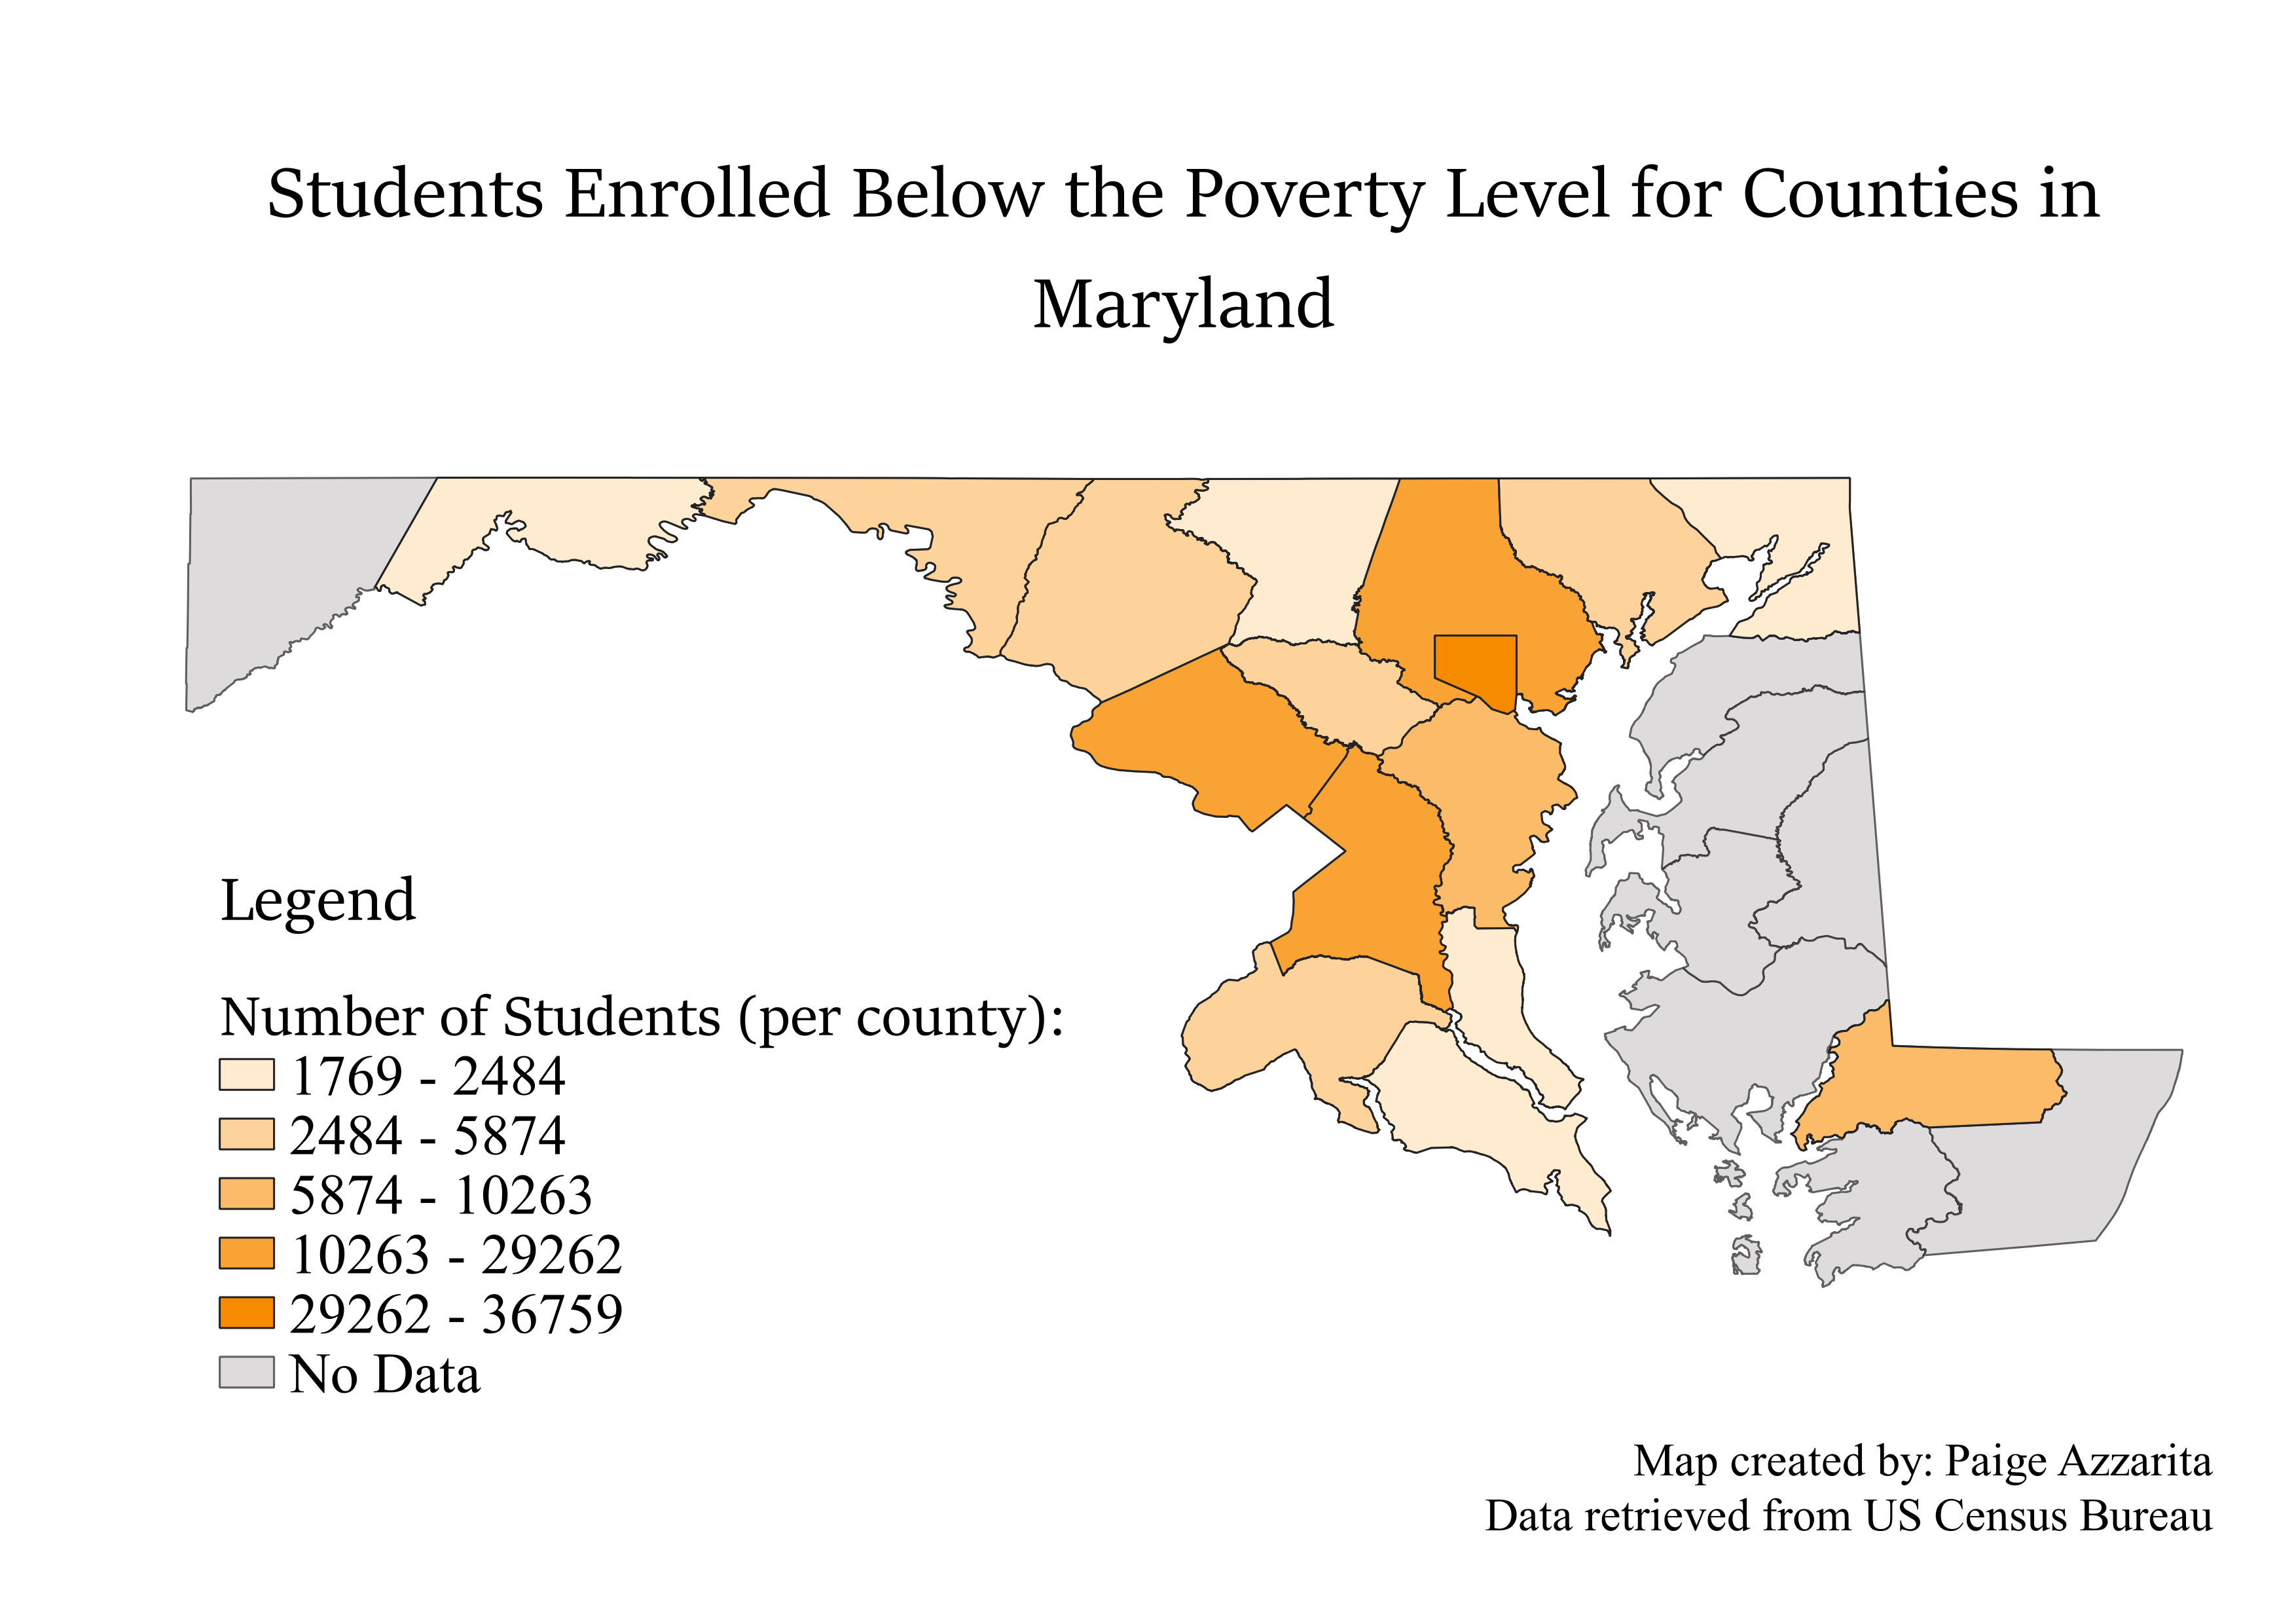 Students Enrolled Below the Poverty Level for Counties in
Maryland
Legend
Number of Students (per county):
1769 - 2484
2484 - 5874
5874 - 10263
10263 - 29262
29262 - 36759
No Data
Map created by: Paige Azzarita
Data retrieved from US Census Bureau